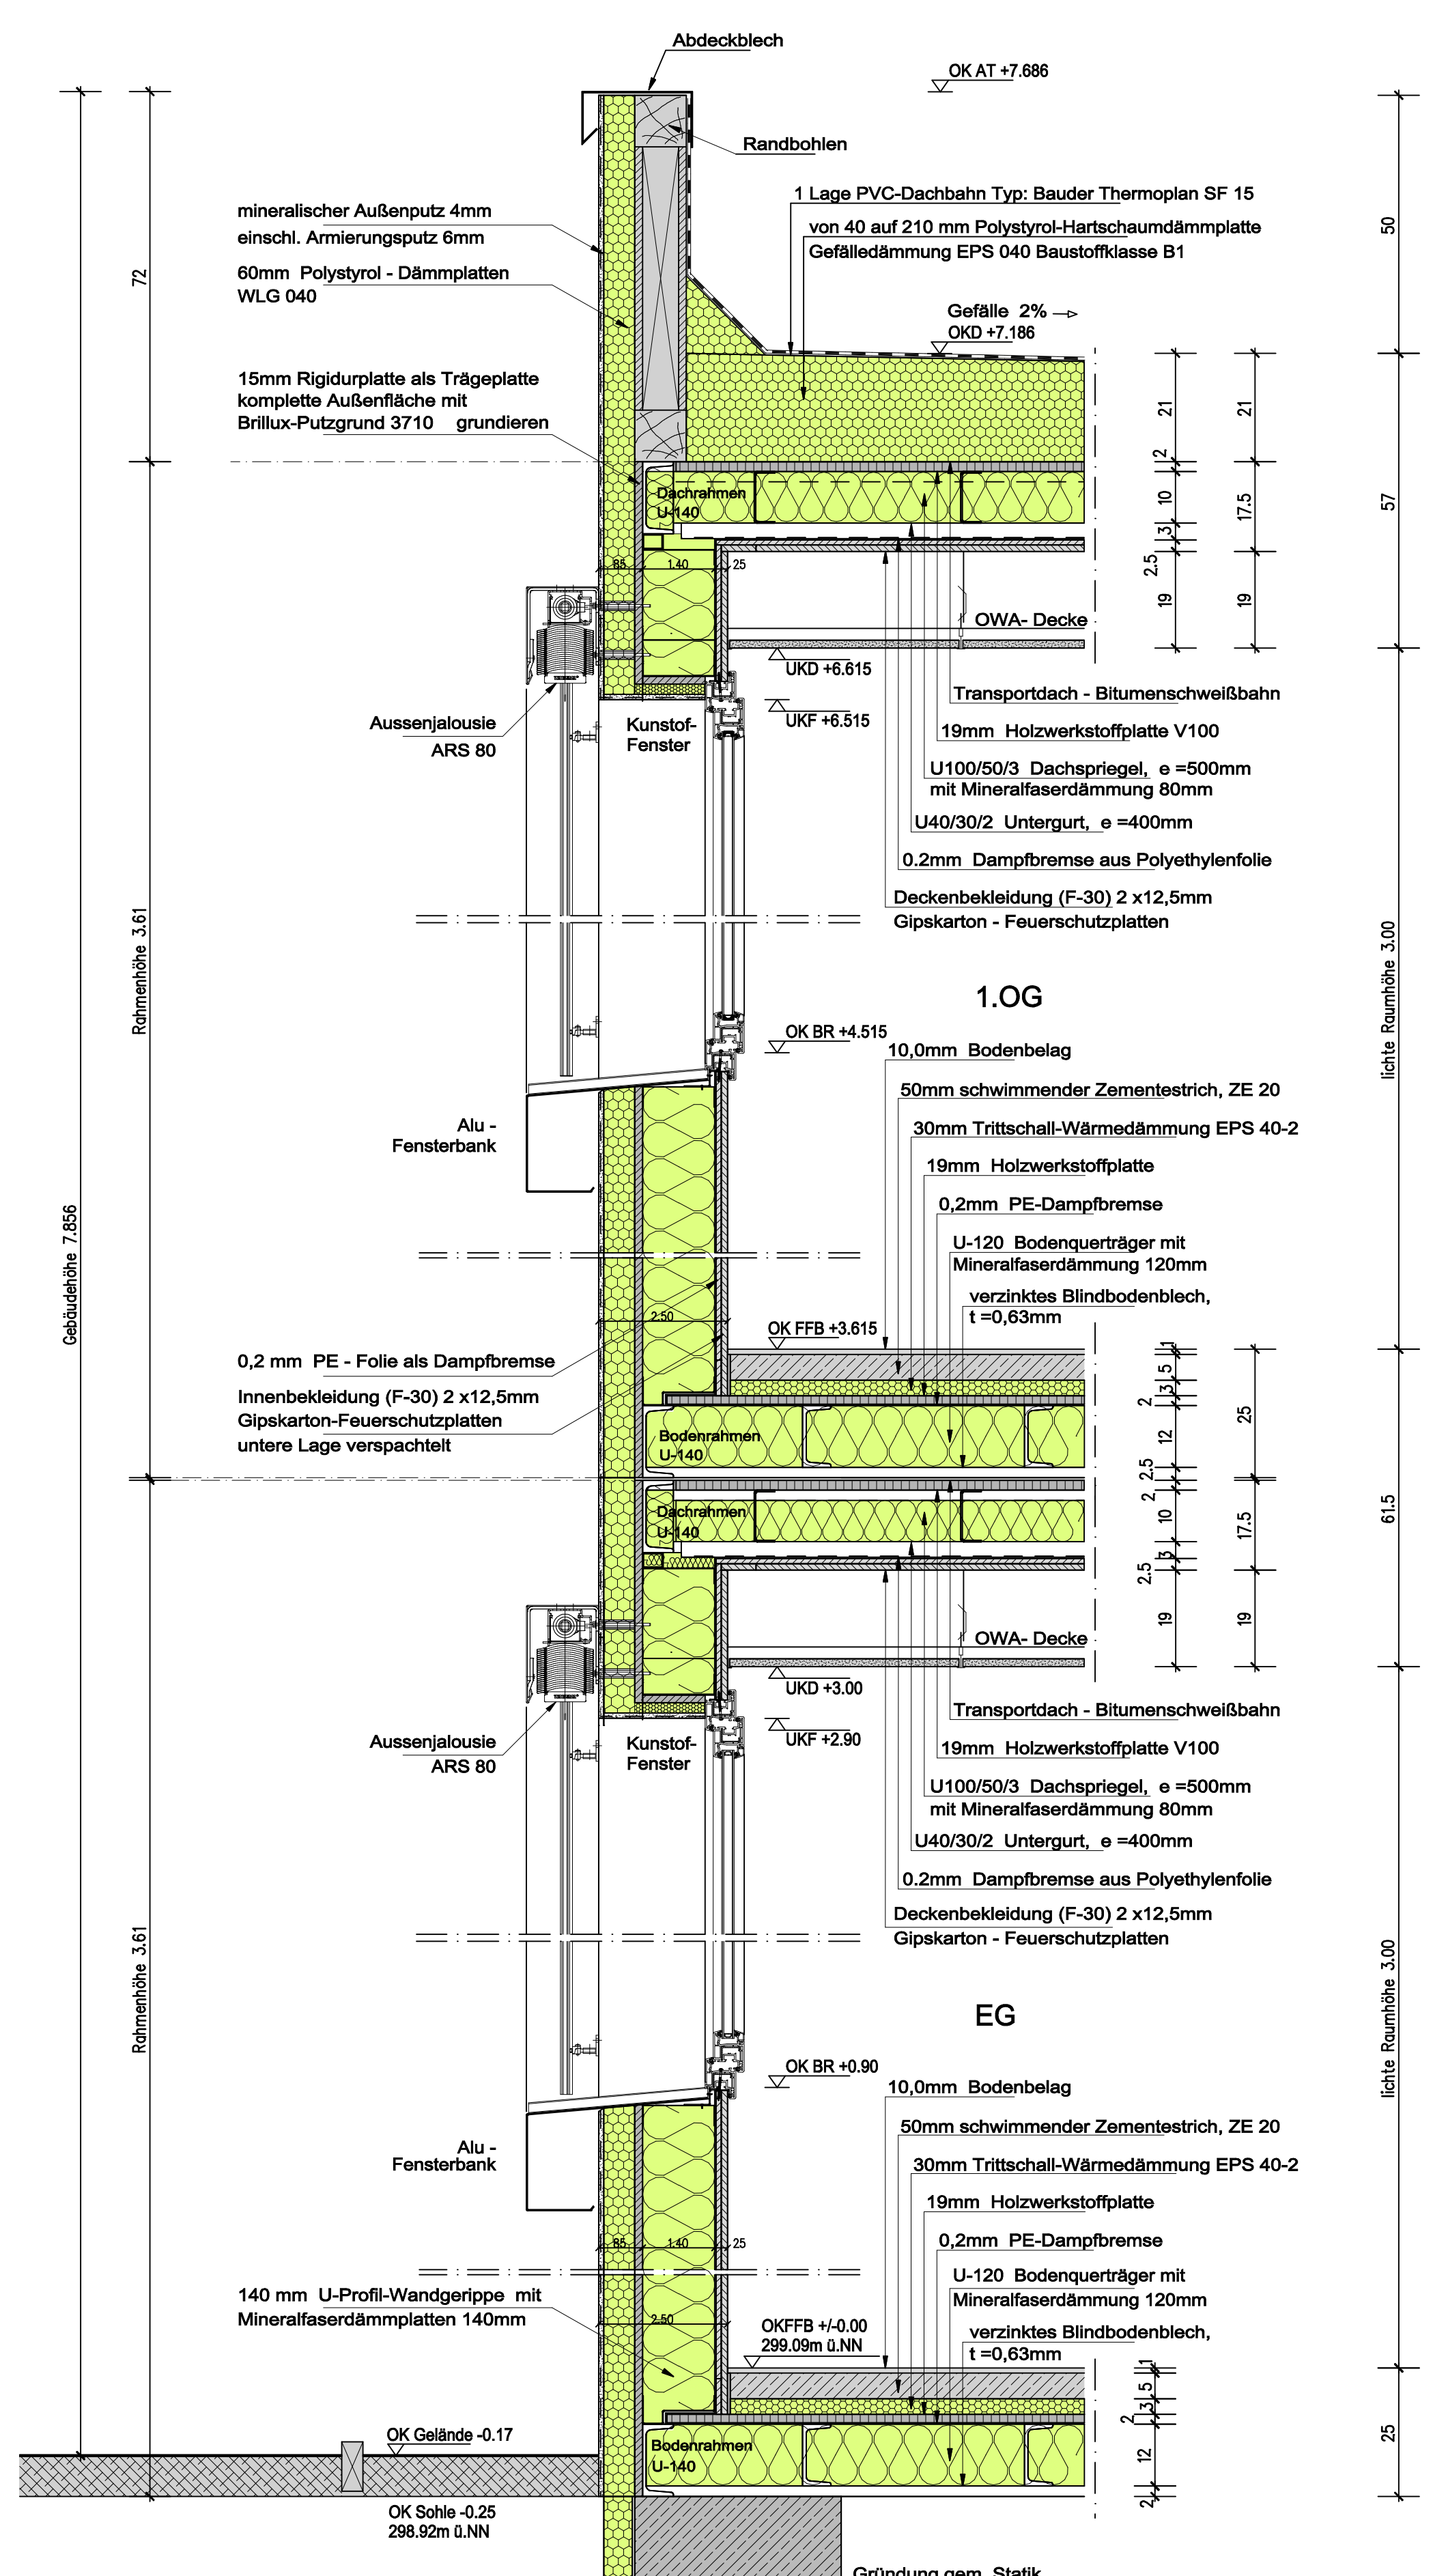 Abdeckblech
OK AT +7.686
Randbohlen
1 Lage PVC-Dachbahn Typ: Bauder Thermoplan SF 15
von 40 auf 210 mm Polystyrol-Hartschaumdämmplatte
Gefälledämmung EPS 040 Baustoffklasse B1
Gefälle 2%
OKD +7.186
mineralischer Außenputz 4mm
einschl. Armierungsputz 6mm
60mm Polystyrol - Dämmplatten
WLG 040
15mm Rigidurplatte als Trägeplatte
komplette Außenfläche mit
Brillux-Putzgrund 3710 grundieren
72
50
21
21
2
10
17.5
57
3
2.5
19
19
Dachrahmen
U-140
85
1.40
25
OWA- Decke
UKD +6.615
UKF +6.515
Aussenjalousie
ARS 80
Kunstof-
Fenster
Transportdach - Bitumenschweißbahn
19mm Holzwerkstoffplatte V100
U100/50/3 Dachspriegel, e =500mm
mit Mineralfaserdämmung 80mm
U40/30/2 Untergurt, e =400mm
0.2mm Dampfbremse aus Polyethylenfolie
Deckenbekleidung (F-30) 2 x12,5mm
Gipskarton - Feuerschutzplatten
Rahmenhöhe 3.61
lichte Raumhöhe 3.00
1.OG
OK BR +4.515
10,0mm Bodenbelag
50mm schwimmender Zementestrich, ZE 20
30mm Trittschall-Wärmedämmung EPS 40-2
19mm Holzwerkstoffplatte
0,2mm PE-Dampfbremse
U-120 Bodenquerträger mit
Mineralfaserdämmung 120mm
verzinktes Blindbodenblech,
t =0,63mm
Alu -
Fensterbank
Gebäudehöhe 7.856
2.50
OK FFB +3.615
0,2 mm PE - Folie als Dampfbremse
Innenbekleidung (F-30) 2 x12,5mm
Gipskarton-Feuerschutzplatten
untere Lage verspachtelt
1
5
3
2
12
2.5
25
Bodenrahmen
U-140
Dachrahmen
U-140
2
10
3
2.5
19
17.5
19
61.5
OWA- Decke
UKD +3.00
UKF +2.90
Aussenjalousie
ARS 80
Kunstof-
Fenster
Transportdach - Bitumenschweißbahn
19mm Holzwerkstoffplatte V100
U100/50/3 Dachspriegel, e =500mm
mit Mineralfaserdämmung 80mm
U40/30/2 Untergurt, e =400mm
0.2mm Dampfbremse aus Polyethylenfolie
Deckenbekleidung (F-30) 2 x12,5mm
Gipskarton - Feuerschutzplatten
Rahmenhöhe 3.61
lichte Raumhöhe 3.00
EG
OK BR +0.90
10,0mm Bodenbelag
50mm schwimmender Zementestrich, ZE 20
30mm Trittschall-Wärmedämmung EPS 40-2
19mm Holzwerkstoffplatte
0,2mm PE-Dampfbremse
U-120 Bodenquerträger mit
Mineralfaserdämmung 120mm
verzinktes Blindbodenblech,
t =0,63mm
Alu -
Fensterbank
85
1.40
25
140 mm U-Profil-Wandgerippe mit
Mineralfaserdämmplatten 140mm
2.50
OKFFB +/-0.00
299.09m ü.NN
1
5
3
2
12
2
25
Bodenrahmen
U-140
OK Gelände -0.17
OK Sohle -0.25
298.92m ü.NN
Gründung gem. Statik